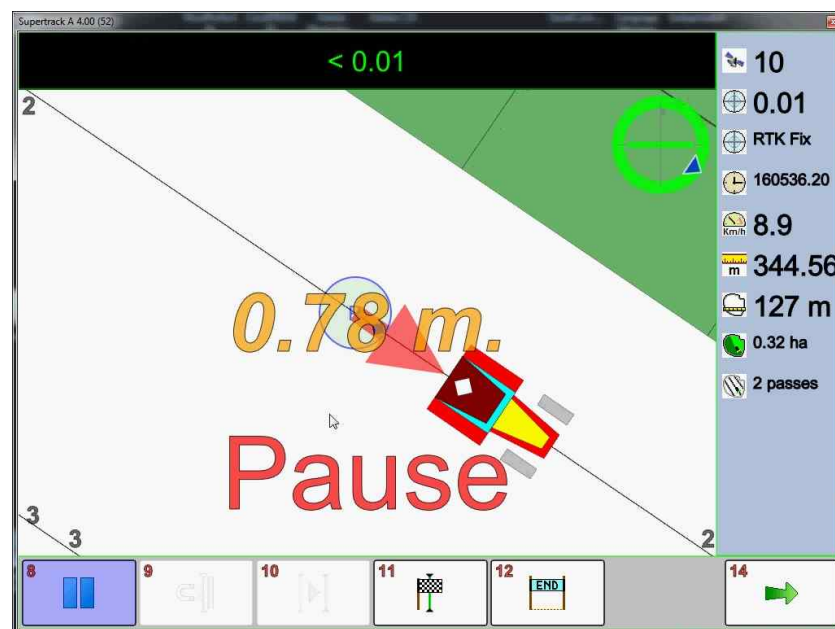 Supertrack A 4.00 (52)
< 0.01
10
0.01
RTK Fix
160536.20
Km/h
8.9
m
344.56
127 m
0.32 ha
2 passes
2
0.78 m.
Pause
3
3
2
8
9
10
11
12
END
14